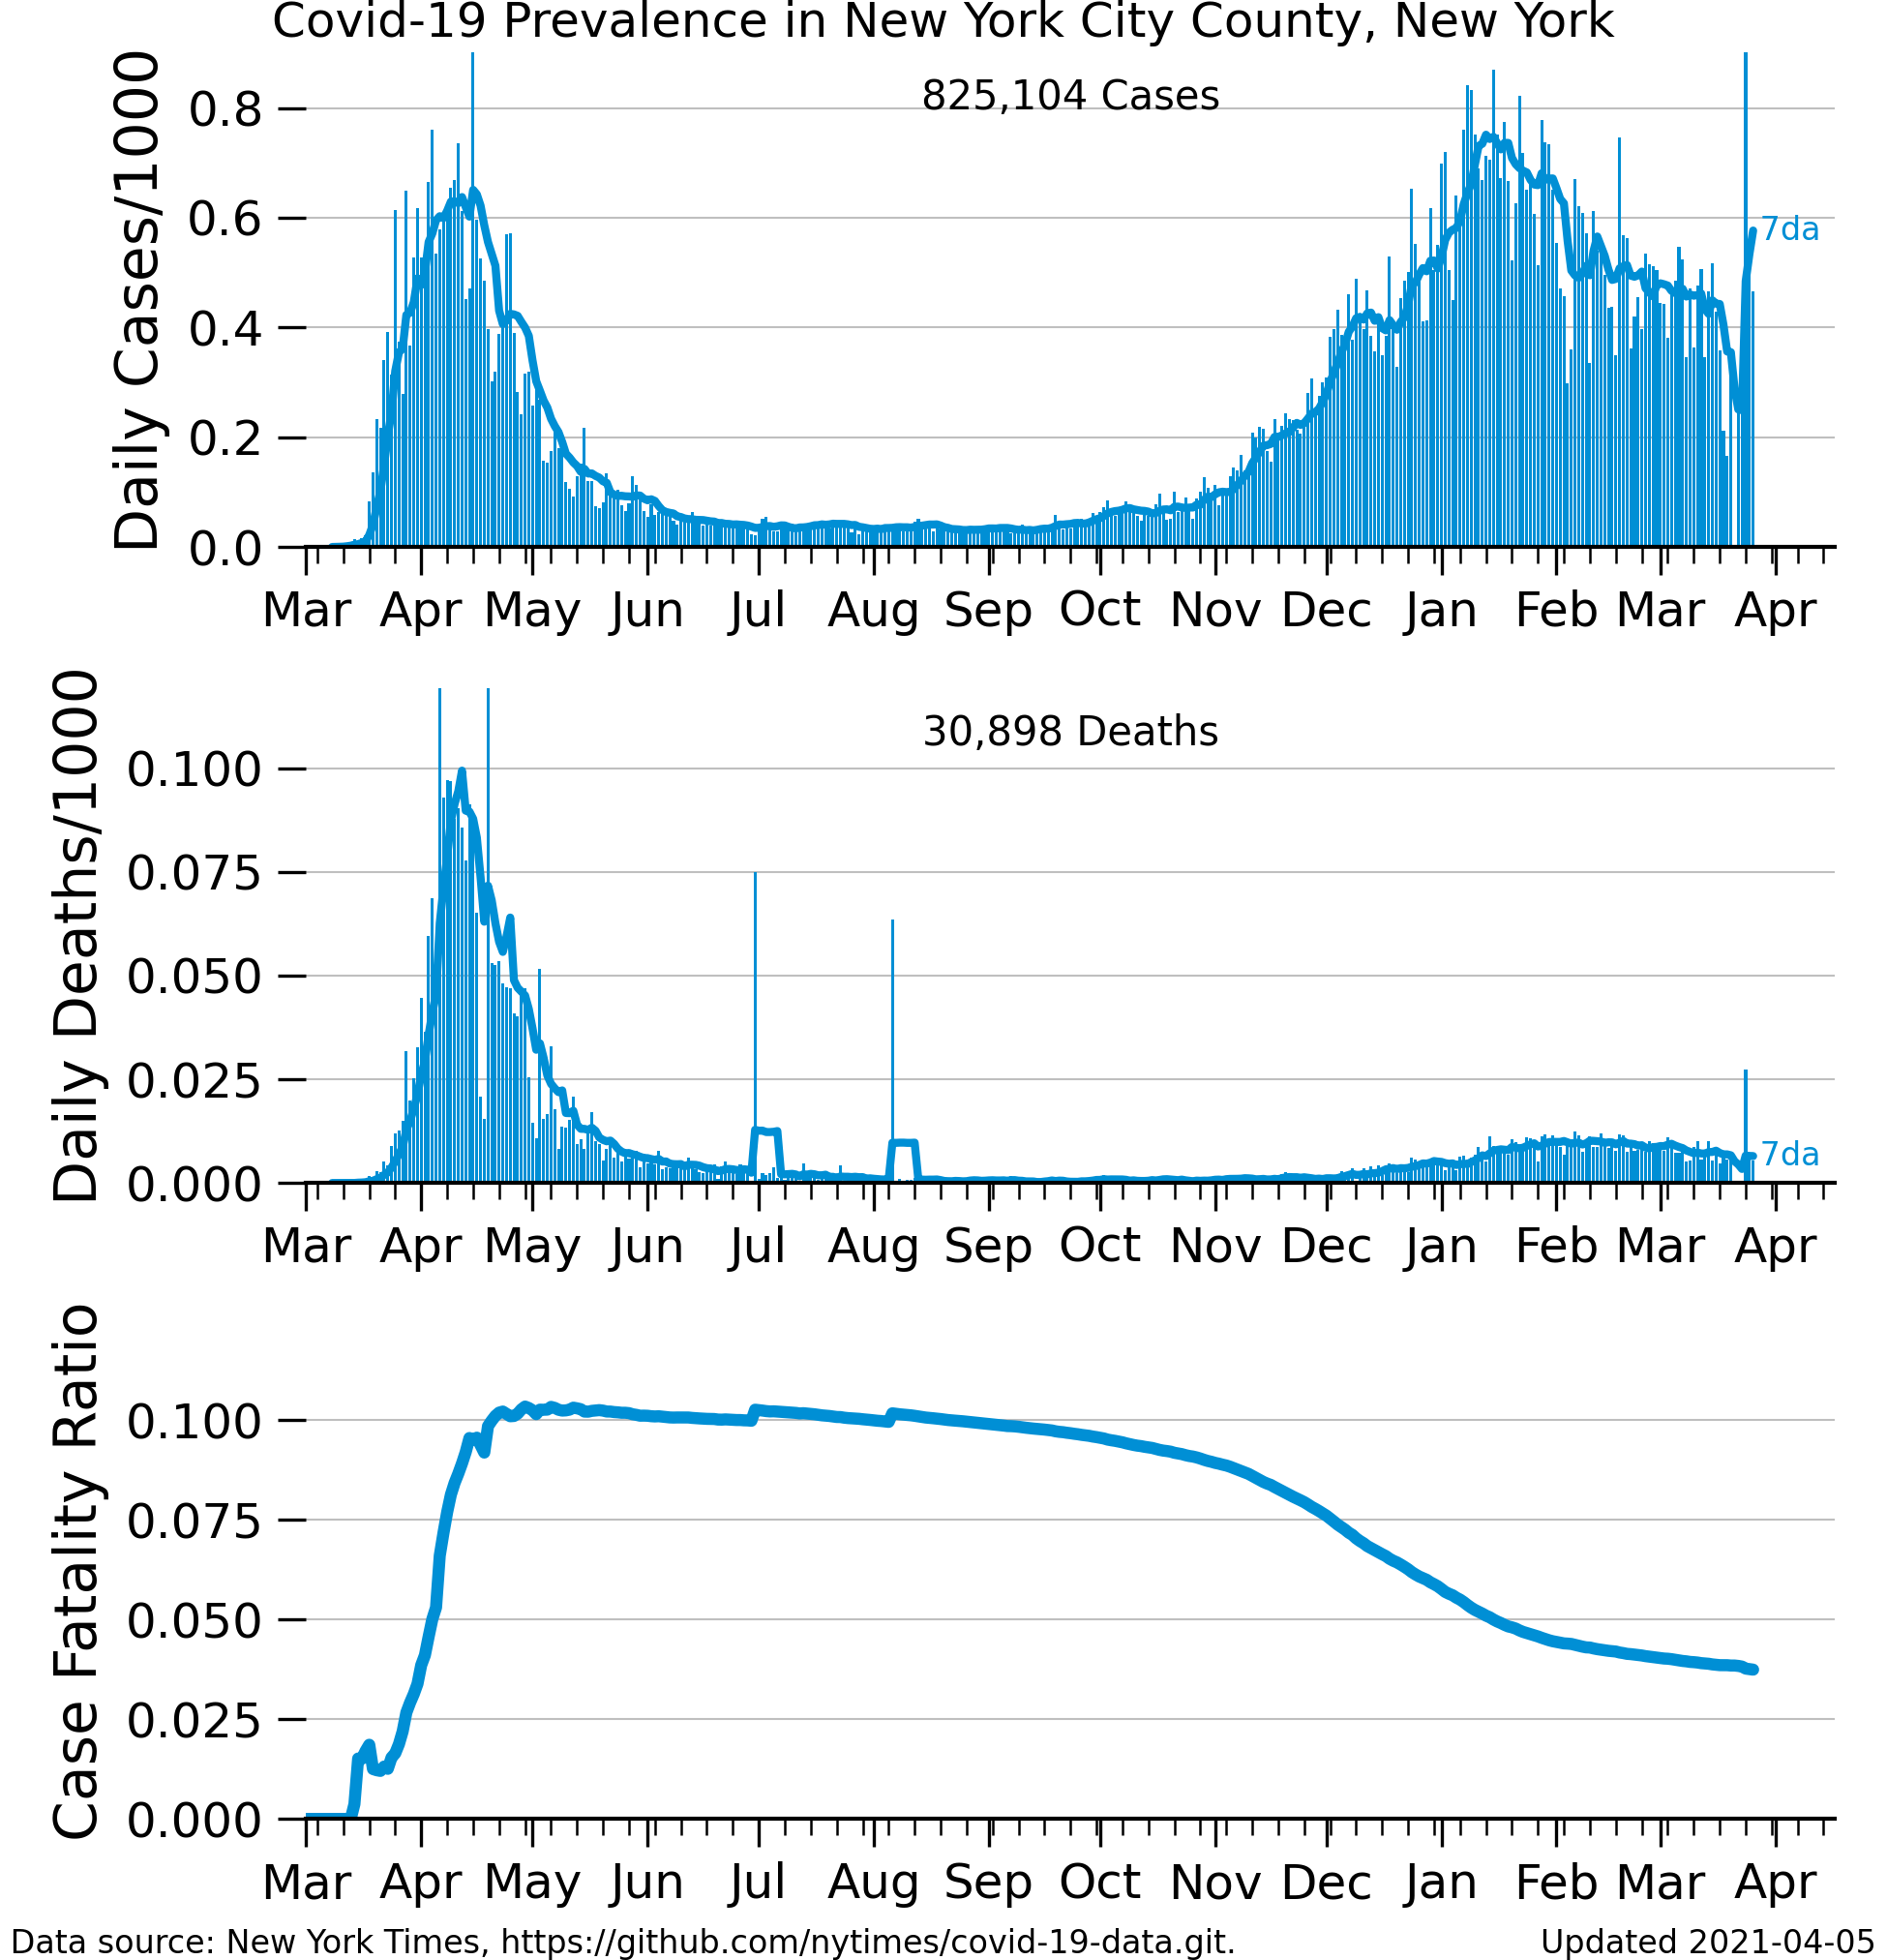 Covid-19 Prevalence in New York City County, New York
Daily Cases/1000
825,104 Cases
0.8
0.6
0.4
0.2
0.0
7da
Mar Apr May Jun Jul Aug Sep Oct Nov Dec Jan Feb Mar Apr
Daily Deaths/1000
30,898 Deaths
0.100
0.075
0.050
0.025
0.000
7da
Mar Apr May Jun Jul Aug Sep Oct Nov Dec Jan Feb Mar Apr
Case Fatality Ratio
0.100
0.075
0.050
0.025
0.000
Mar Apr May Jun Jul Aug Sep Oct Nov Dec Jan Feb Mar Apr
Data source: New York Times, https://github.com/nytimes/covid-19-data.git. Updated 2021-04-05